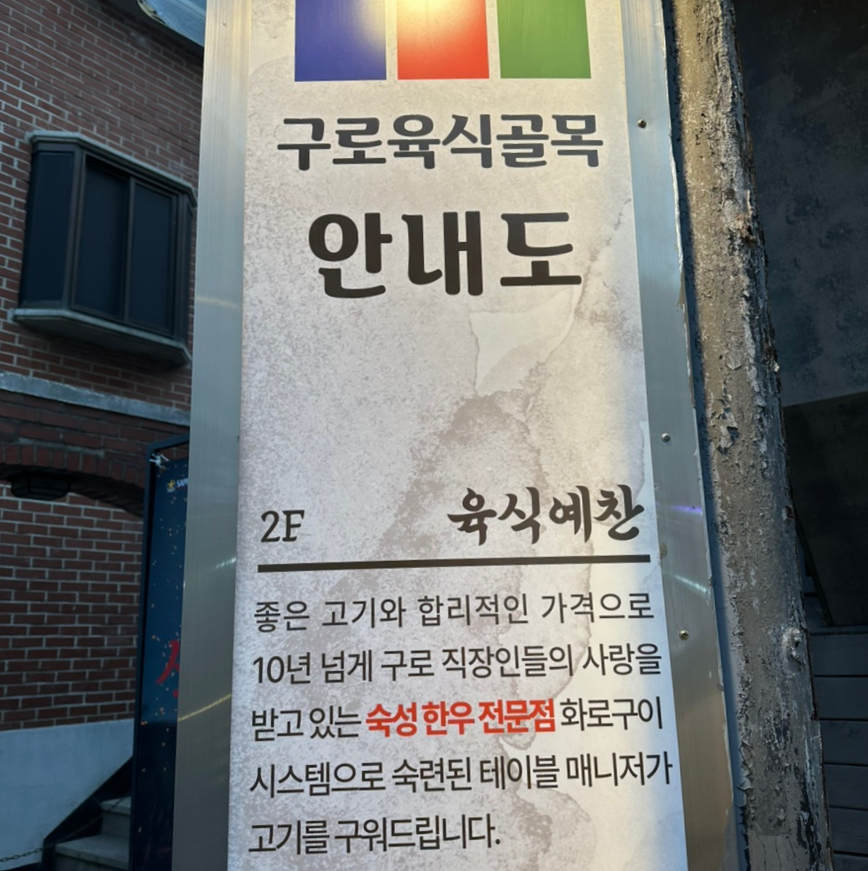 구로육식골목
안내도
2F 육식예찬
좋은 고기와 합리적인 가격으로
10년 넘게 구로 직장인들의 사랑을
받고 있는 숙성 한우 전문점 화로구이
시스템으로 숙련된 테이블 매니저가
고기를 구워드립니다.